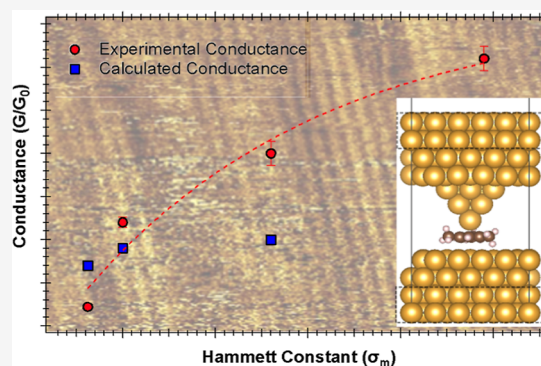 Experimental Conductance
Calculated Conductance
Conductance (G/G₀)
Hammett Constant (σₘ)